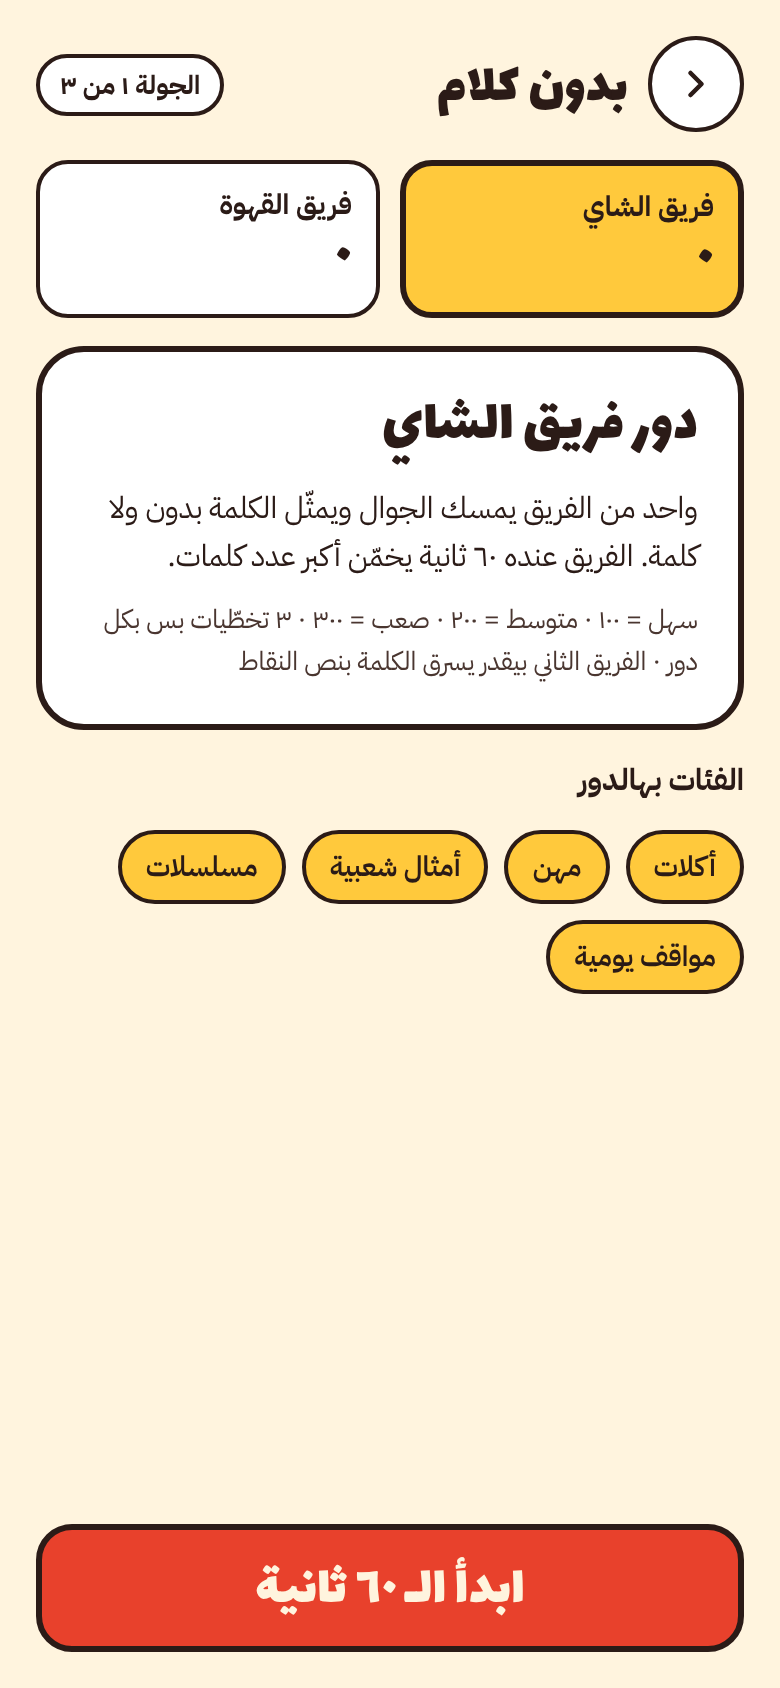 بدون كلام
الجولة ١ من ٣
فريق الشاي
٠
فريق القهوة
٠
دور فريق الشاي
واحد من الفريق يمسك الجوال ويمثّل الكلمة بدون ولا
كلمة. الفريق عنده ٦٠ ثانية يخمّن أكبر عدد كلمات.
سهل = ١٠٠ · متوسط = ٢٠٠ · صعب = ٣٠٠ · ٣ تخطّيات بس بكل
دور · الفريق الثاني بيقدر يسرق الكلمة بنص النقاط
الفئات بهالدور
أكلات
مهن
أمثال شعبية
مسلسلات
مواقف يومية
ابدأ الـ ٦٠ ثانية